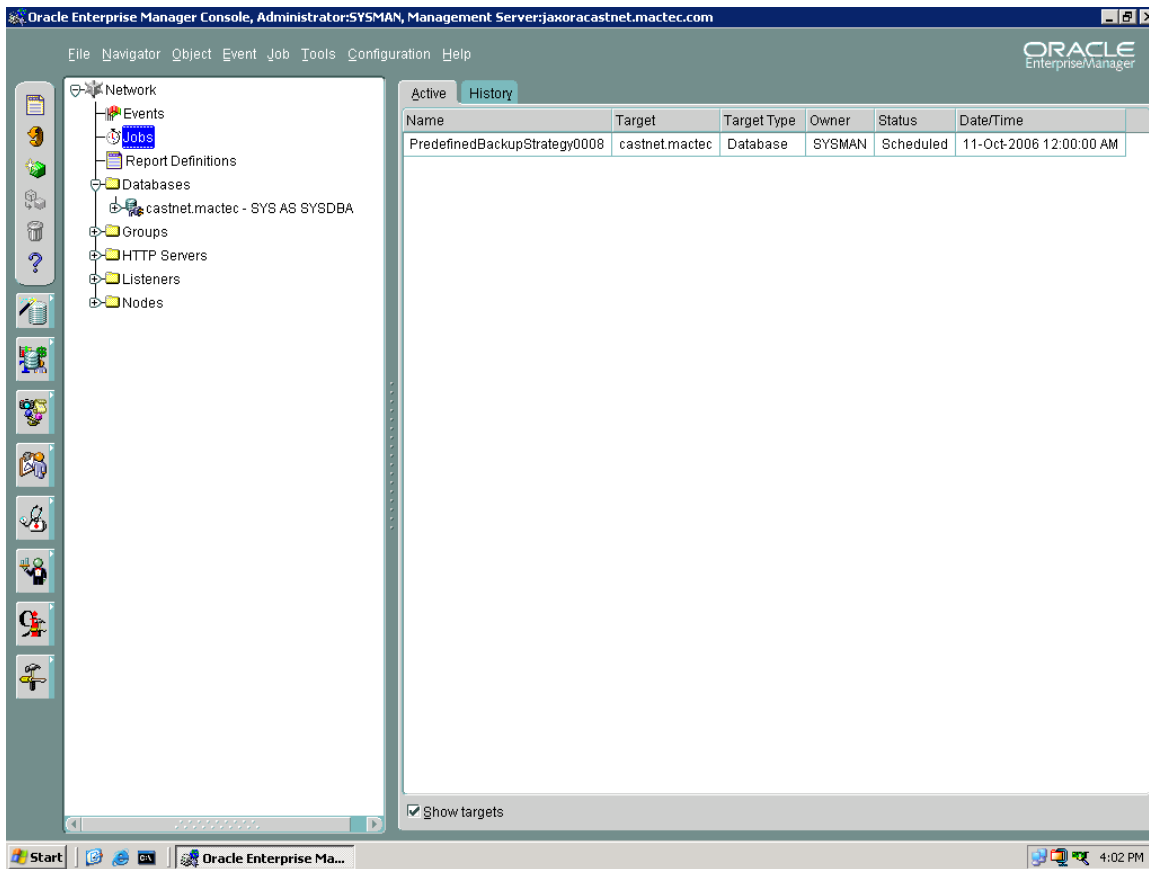 Oracle Enterprise Manager Console, Administrator:SYSMAN, Management Server:jaxoracastnet.mactec.com
File Navigator Object Event Job Tools Configuration Help
ORACLE
EnterpriseManager
Network
Events
Jobs
Report Definitions
Databases
castnet.mactec - SYS AS SYSDBA
Groups
HTTP Servers
Listeners
Nodes
Active History
Name Target Target Type Owner Status Date/Time
PredefinedBackupStrategy0008 castnet.mactec Database SYSMAN Scheduled 11-Oct-2006 12:00:00 AM
Show targets
Start Oracle Enterprise Ma... 4:02 PM